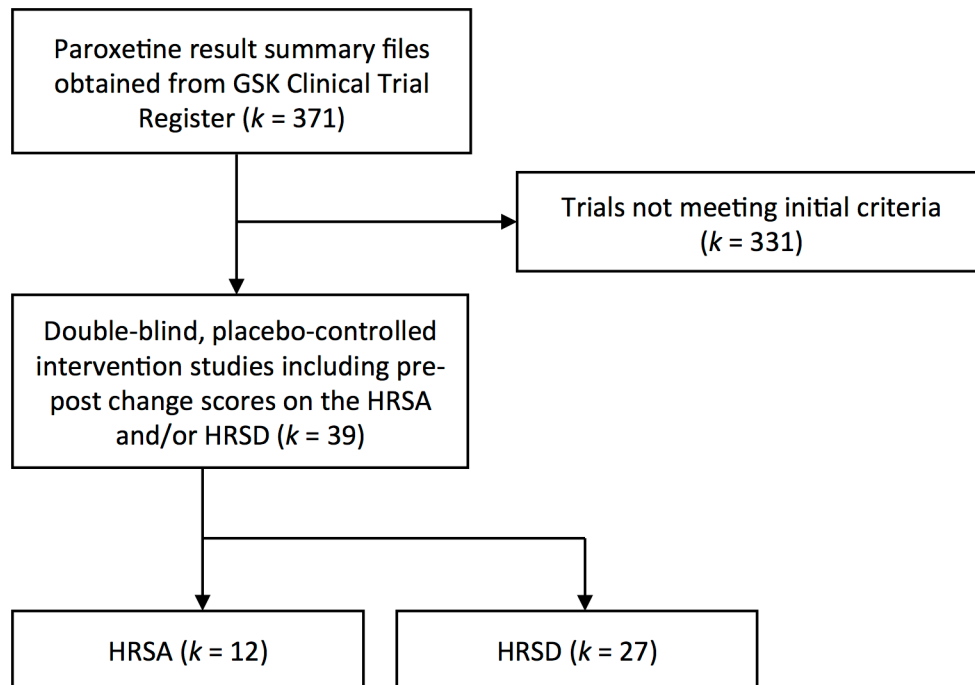 Paroxetine result summary files
obtained from GSK Clinical Trial
Register (k = 371)
Trials not meeting initial criteria
(k = 331)
Double-blind, placebo-controlled
intervention studies including pre-
post change scores on the HRSA
and/or HRSD (k = 39)
HRSA (k = 12)
HRSD (k = 27)